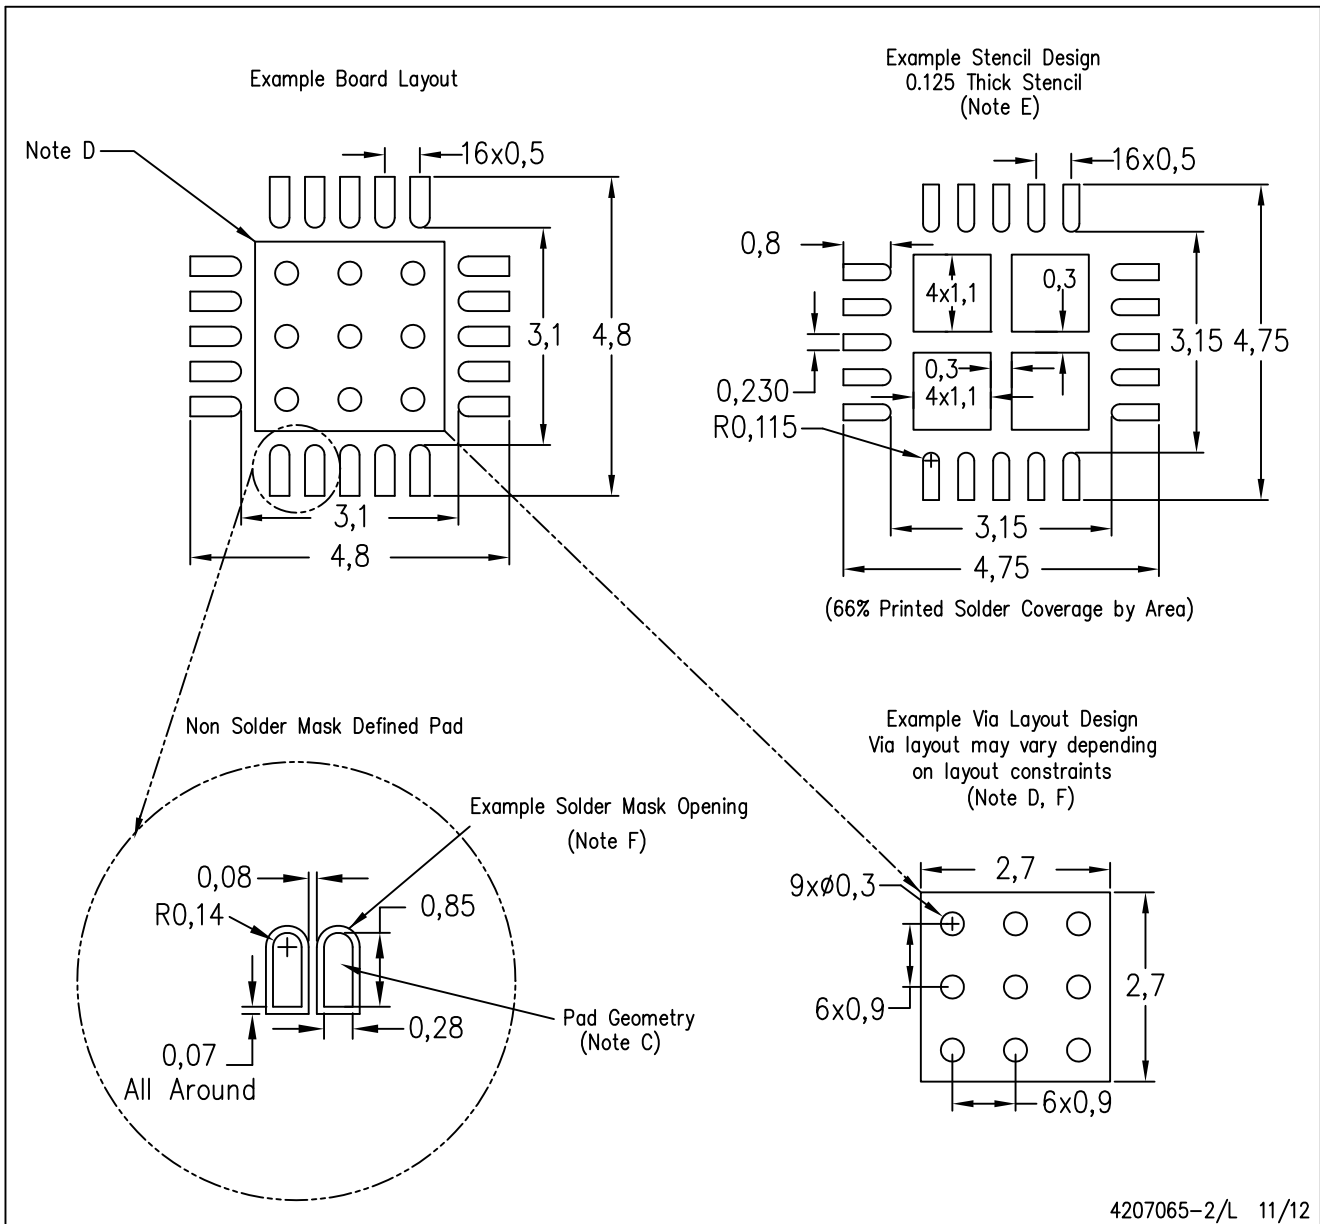 Example Board Layout
Note D
16x0,5
3,1
4,8
3,1
4,8
Example Stencil Design
0.125 Thick Stencil
(Note E)
16x0,5
0,8
4x1,1
0,3
3,15
4,75
0,3
4x1,1
0,230
R0,115
3,15
4,75
(66% Printed Solder Coverage by Area)
Non Solder Mask Defined Pad
Example Solder Mask Opening
(Note F)
0,08
R0,14
0,85
0,28
Pad Geometry
(Note C)
0,07
All Around
Example Via Layout Design
Via layout may vary depending
on layout constraints
(Note D, F)
2,7
9xø0,3
6x0,9
2,7
6x0,9
4207065-2/L 11/12